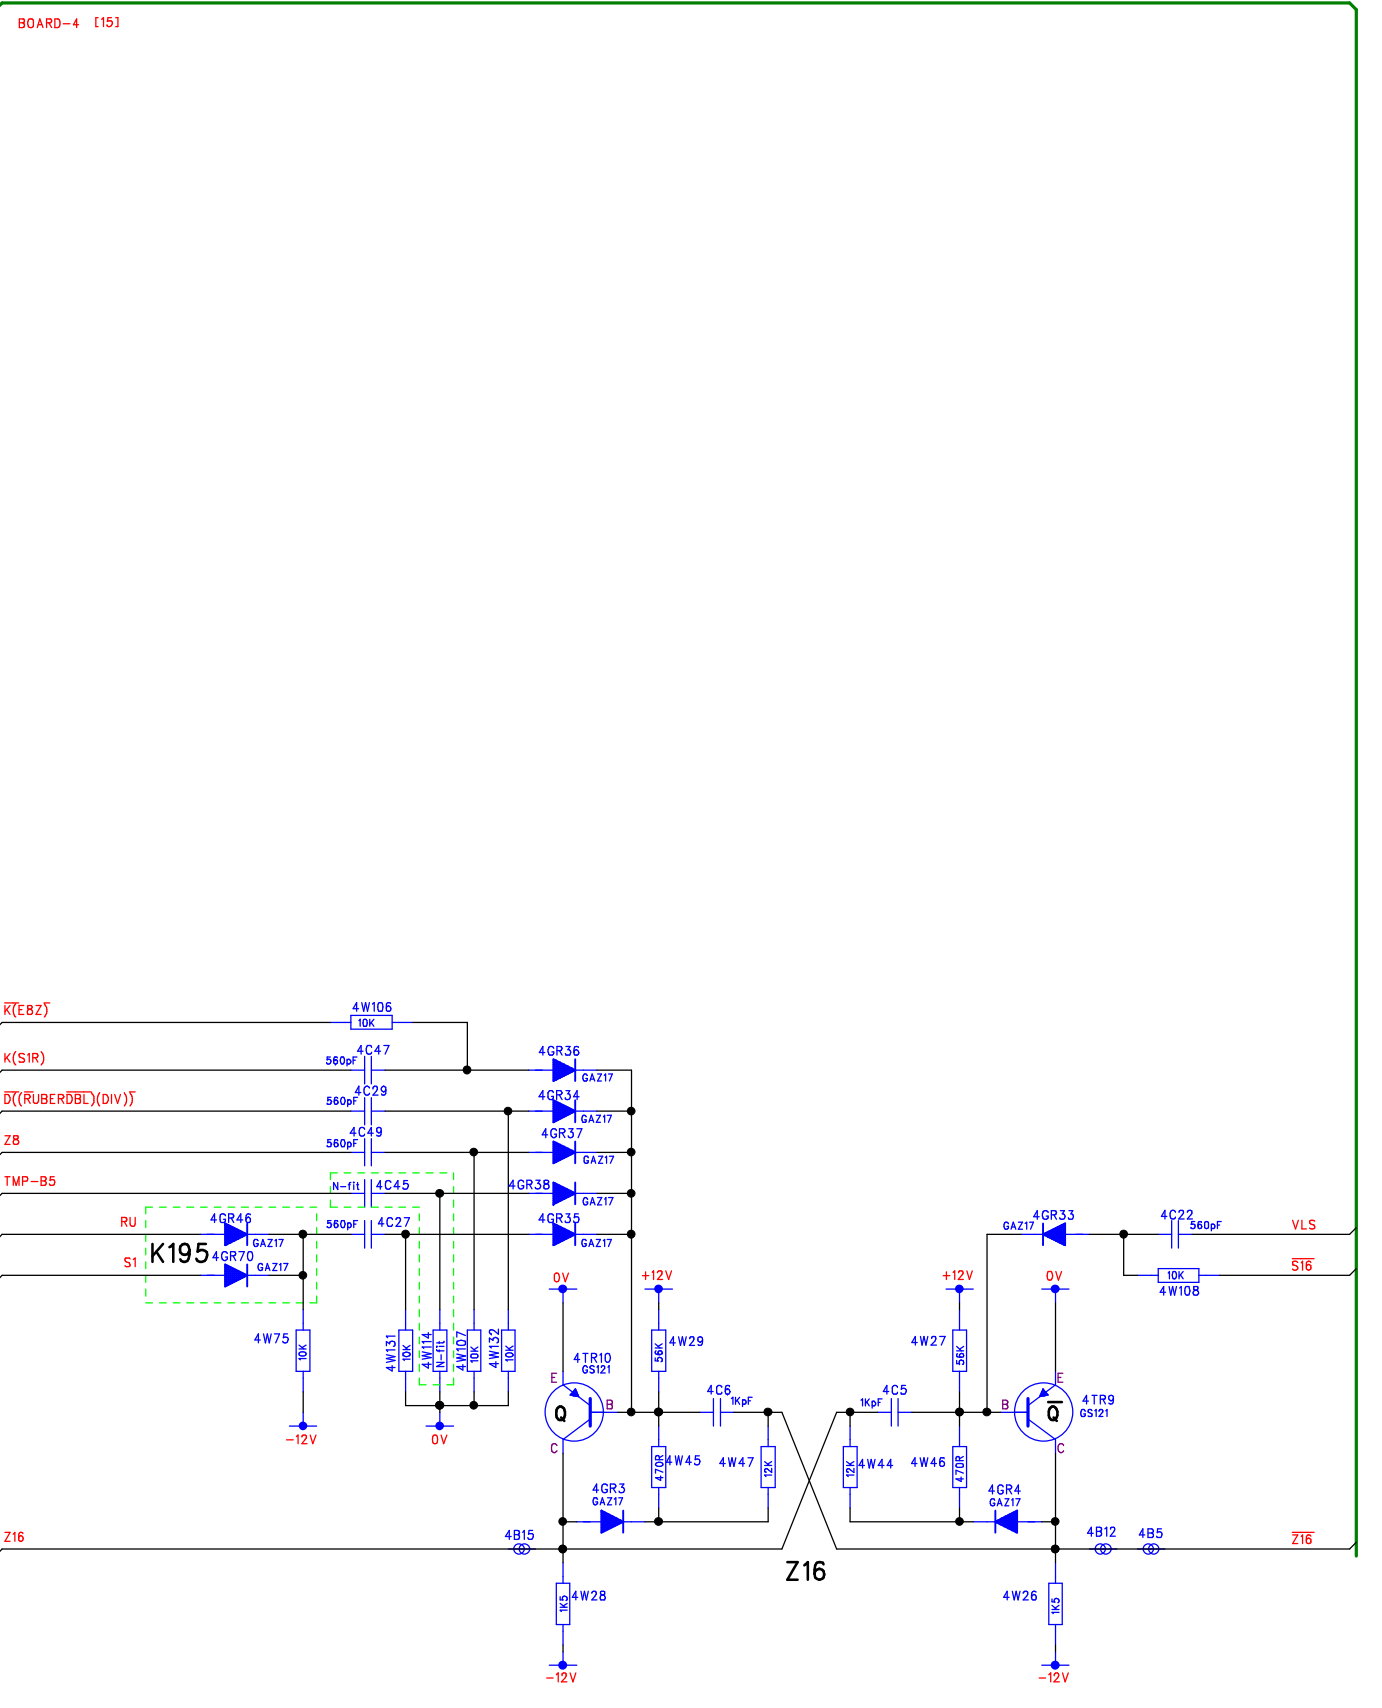 BOARD-4 [15]
K(E8Z)
4W106
10K
K(S1R)
560pF
4C47
4GR36
GAZ17
D((RUBERDBL)(DIV))
560pF
4C29
4GR34
GAZ17
Z8
560pF
4C49
4GR37
GAZ17
TMP-B5
N-fit
4C45
4GR38
GAZ17
RU
4GR46
GAZ17
560pF
4C27
4GR35
GAZ17
4GR33
GAZ17
4C22
560pF
VLS
S1
K195
4GR70
GAZ17
0V
+12V
+12V
0V
10K
4W108
S16
4W75
10K
4W131
10K
4W114
N-fit
4W107
10K
4W132
10K
56K
4W29
4W27
56K
4TR10
GS121
E
E
-12V
0V
Q
B
4C6
1KpF
4C5
1KpF
B
Q
4TR9
GS121
C
C
470R
4W45
4W47
12K
12K
4W44
4W46
470R
4GR3
GAZ17
4GR4
GAZ17
Z16
4B15
4B12
4B5
Z16
Z16
1K5
4W28
4W26
1K5
-12V
-12V